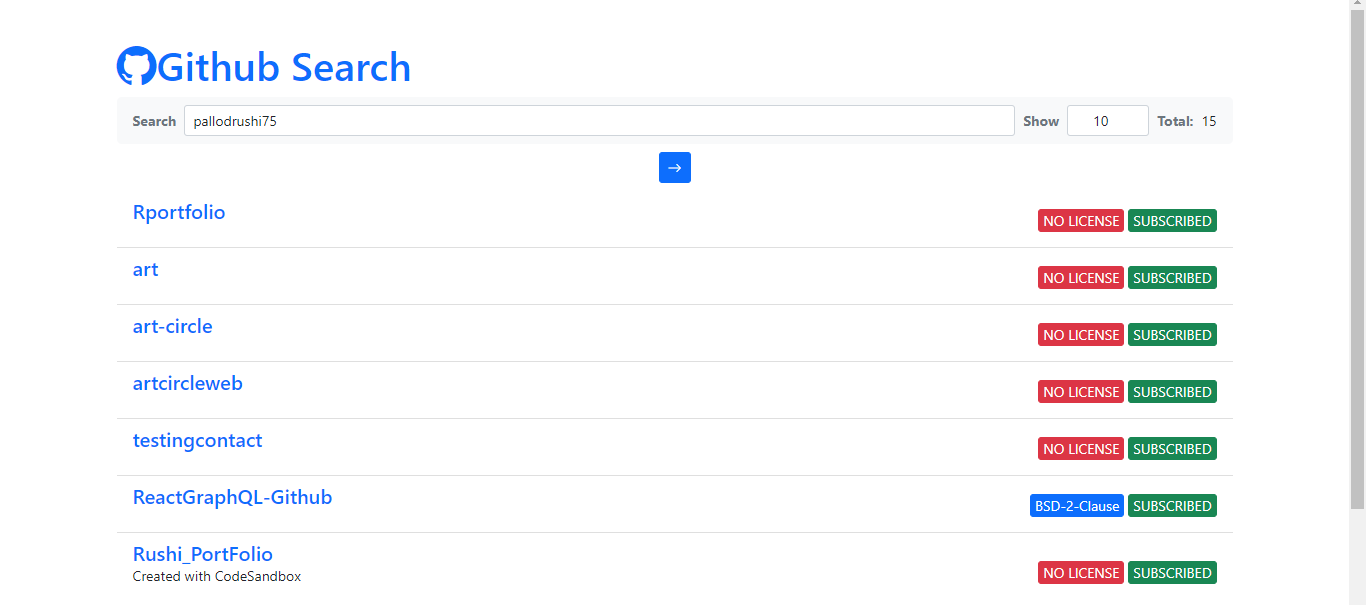 Github Search
Search pallodrushi75 Show 10 Total: 15
Rportfolio NO LICENSE SUBSCRIBED
art NO LICENSE SUBSCRIBED
art-circle NO LICENSE SUBSCRIBED
artcircleweb NO LICENSE SUBSCRIBED
testingcontact NO LICENSE SUBSCRIBED
ReactGraphQL-Github BSD-2-Clause SUBSCRIBED
Rushi_PortFolio
Created with CodeSandbox NO LICENSE SUBSCRIBED